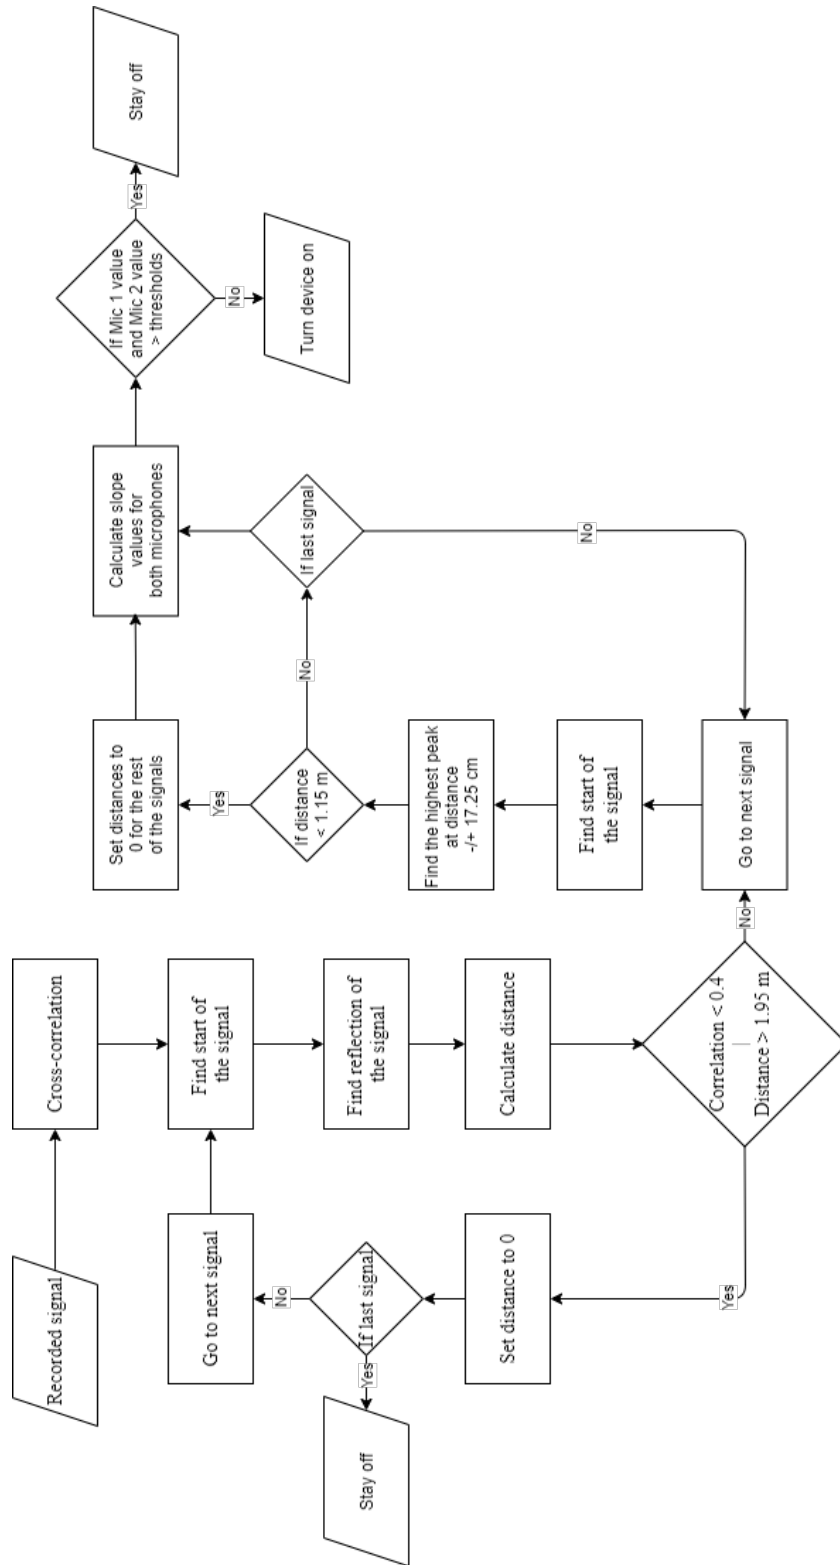 Recorded signal
Cross-correlation
Find start of
the signal
Find reflection of
the signal
Calculate distance
Correlation < 0.4
|
Distance > 1.95 m
Yes
Set distance to 0
If last signal
Yes
Stay off
No
Go to next signal
No
Go to next signal
Find start of
the signal
Find the highest peak
at distance
-/+ 17.25 cm
If distance
< 1.15 m
Yes
Set distances to
0 for the rest
of the signals
No
If last signal
No
Calculate slope
values for
both microphones
If Mic 1 value
and Mic 2 value
> thresholds
Yes
Stay off
No
Turn device on